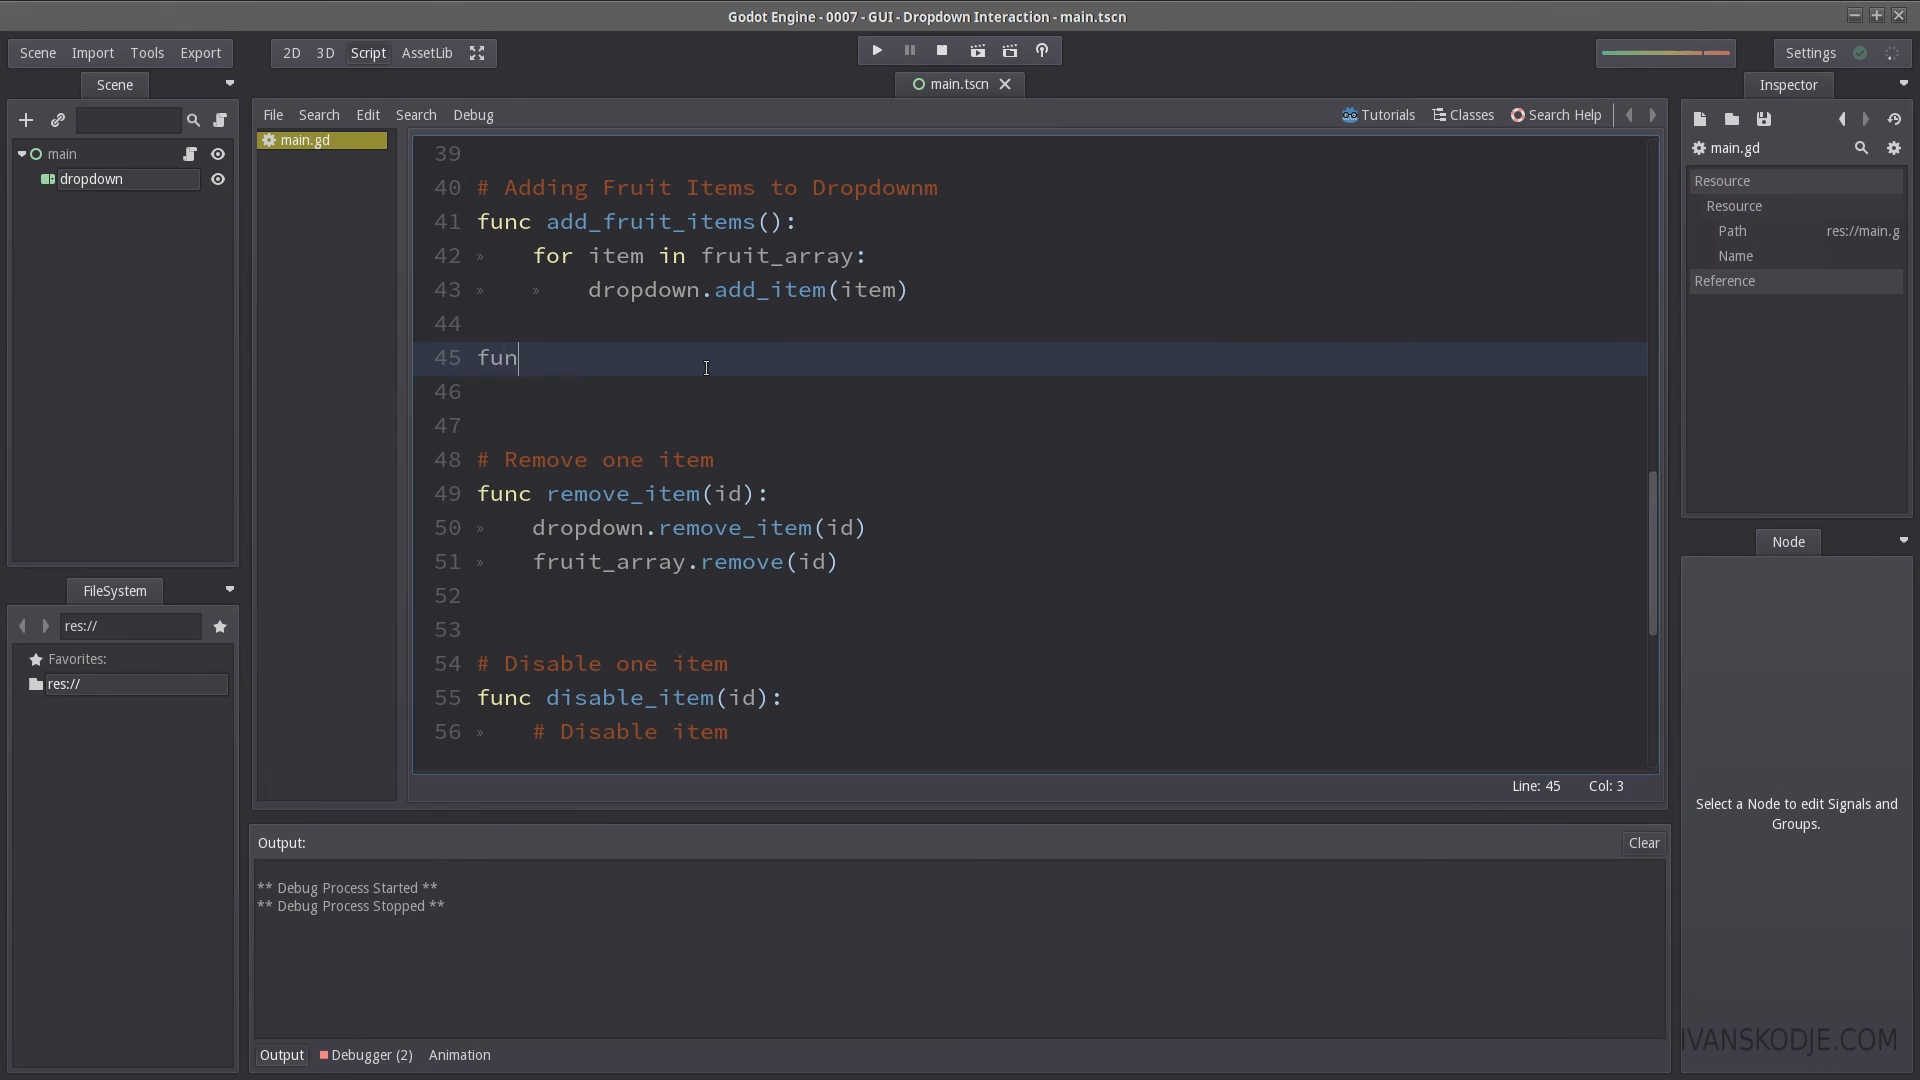 Godot Engine - 0007 - GUI - Dropdown Interaction - main.tscn
Scene Import Tools Export
2D 3D Script AssetLib
Settings
Scene
main.tscn
Inspector
File Search Edit Search Debug
Tutorials Classes Search Help
main
dropdown
main.gd
main.gd
Resource
Resource
Path res://main.g
Name
Reference
39
40 # Adding Fruit Items to Dropdownm
41 func add_fruit_items():
42 » for item in fruit_array:
43 » » dropdown.add_item(item)
44
45 fun
46
47
48 # Remove one item
49 func remove_item(id):
50 » dropdown.remove_item(id)
51 » fruit_array.remove(id)
52
53
54 # Disable one item
55 func disable_item(id):
56 » # Disable item
Line: 45 Col: 3
FileSystem
res://
Favorites:
res://
Node
Select a Node to edit Signals and
Groups.
Output:
Clear
** Debug Process Started **
** Debug Process Stopped **
Output Debugger (2) Animation
IVANSKODJE.COM